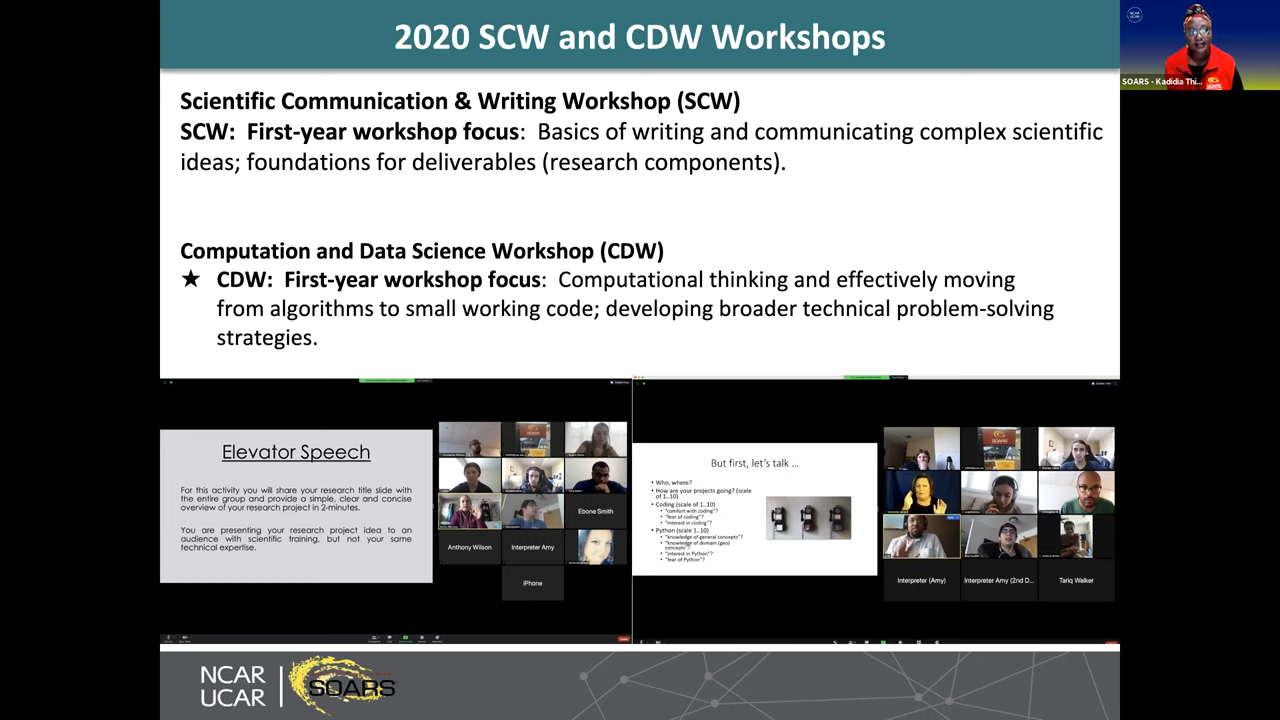 2020 SCW and CDW Workshops
NCAR
UCAR
SOARS - Kadidia Thi...
Scientific Communication & Writing Workshop (SCW)
SCW: First-year workshop focus: Basics of writing and communicating complex scientific
ideas; foundations for deliverables (research components).
Computation and Data Science Workshop (CDW)
★ CDW: First-year workshop focus: Computational thinking and effectively moving
from algorithms to small working code; developing broader technical problem-solving
strategies.
Elevator Speech
For this activity you will share your research title slide with
the entire group and provide a simple, clear and concise
overview of your research project in 2-minutes.
You are presenting your research project idea to an
audience with scientific training, but not your same
technical expertise.
Ebone Smith
Anthony Wilson
Interpreter Amy
iPhone
But first, let's talk ...
• Who, where?
• How are your projects going? (scale
of 1..10)
• Coding (scale of 1..10)
• "comfort with coding"?
• "fear of coding"?
• "interest in coding"?
• Python (scale 1..10)
• "knowledge of general concepts"?
• "knowledge of domain (geo)
concepts"?
• "interest in Python"?
• "fear of Python"?
Interpreter (Amy)
Interpreter Amy (2nd D...
Tariq Walker
NCAR
UCAR
SOARS